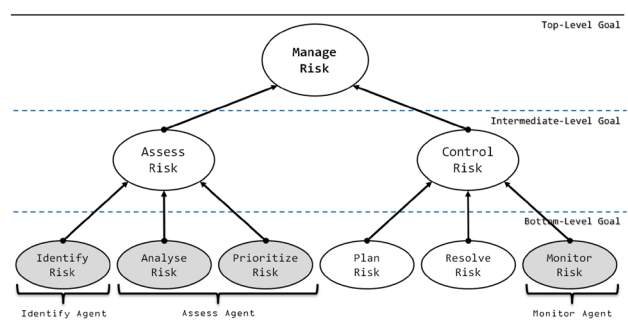 Top-Level Goal
Manage
Risk
Intermediate-Level Goal
Assess
Risk
Control
Risk
Bottom-Level Goal
Identify
Risk
Analyse
Risk
Prioritize
Risk
Plan
Risk
Resolve
Risk
Monitor
Risk
Identify Agent
Assess Agent
Monitor Agent